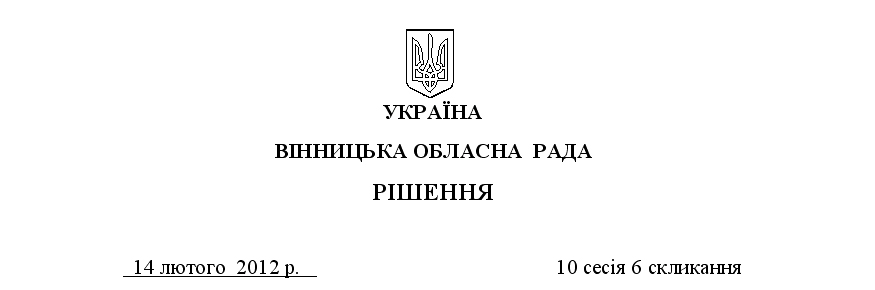 УКРАЇНА
ВІННИЦЬКА ОБЛАСНА РАДА
РІШЕННЯ
14 лютого 2012 р. 10 сесія 6 скликання